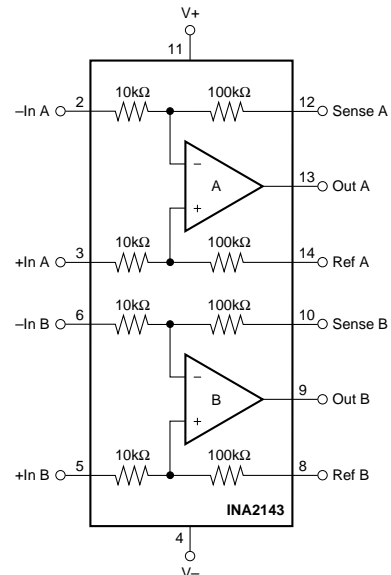 V+
11
10kΩ 100kΩ
–In A 2 12 Sense A
–
A 13 Out A
+
10kΩ 100kΩ
+In A 3 14 Ref A
10kΩ 100kΩ
–In B 6 10 Sense B
–
B 9 Out B
+
10kΩ 100kΩ
+In B 5 8 Ref B
INA2143
4
V–